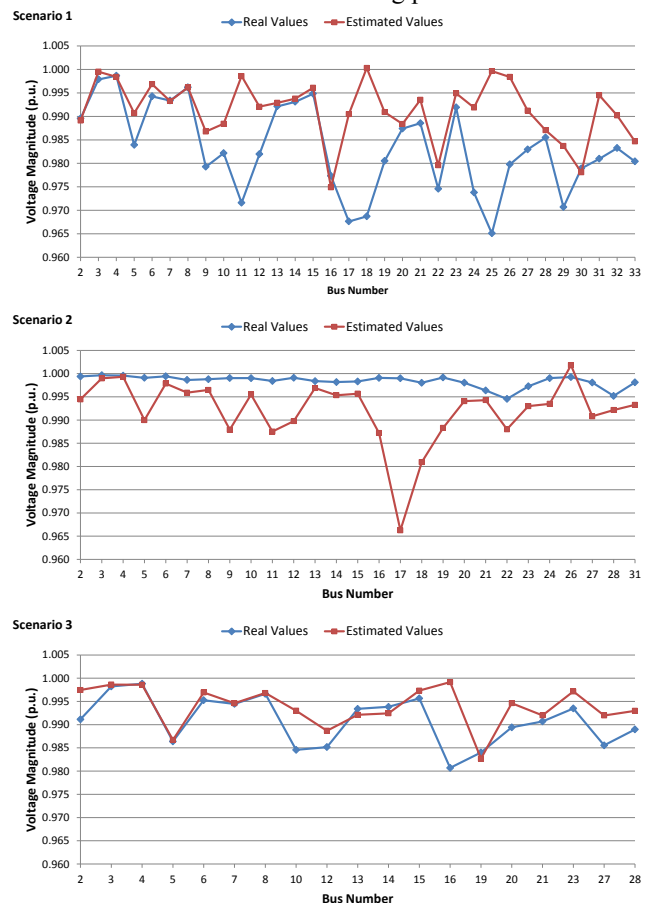 Scenario 1
Real Values Estimated Values
1.005
1.000
0.995
0.990
0.985
0.980
0.975
0.970
0.965
0.960
Voltage Magnitude (p.u.)
2 3 4 5 6 7 8 9 10 11 12 13 14 15 16 17 18 19 20 21 22 23 24 25 26 27 28 29 30 31 32 33
Bus Number
Scenario 2
Real Values Estimated Values
1.005
1.000
0.995
0.990
0.985
0.980
0.975
0.970
0.965
0.960
Voltage Magnitude (p.u.)
2 3 4 5 6 7 8 9 10 11 12 13 14 15 16 17 18 19 20 21 22 23 24 26 27 28 31
Bus Number
Scenario 3
Real Values Estimated Values
1.005
1.000
0.995
0.990
0.985
0.980
0.975
0.970
0.965
0.960
Voltage Magnitude (p.u.)
2 3 4 5 6 7 8 10 12 13 14 15 16 19 20 21 23 27 28
Bus Number